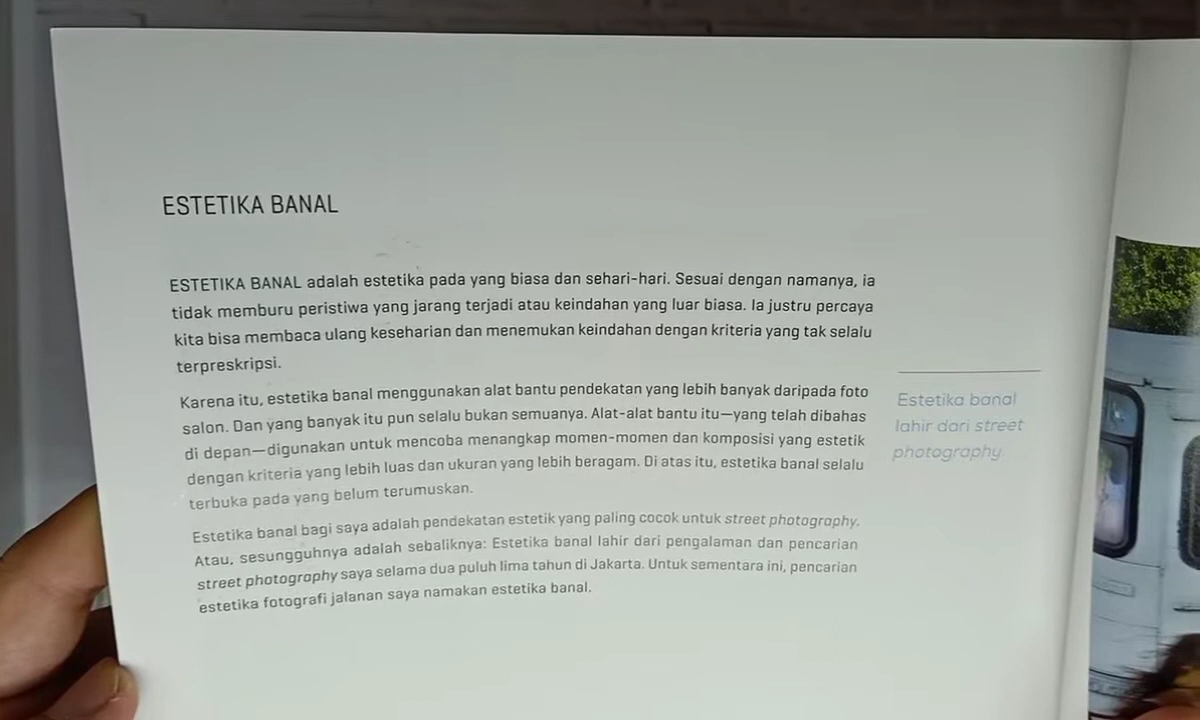 ESTETIKA BANAL
ESTETIKA BANAL adalah estetika pada yang biasa dan sehari-hari. Sesuai dengan namanya, ia
tidak memburu peristiwa yang jarang terjadi atau keindahan yang luar biasa. Ia justru percaya
kita bisa membaca ulang keseharian dan menemukan keindahan dengan kriteria yang tak selalu
terpreskripsi.
Karena itu, estetika banal menggunakan alat bantu pendekatan yang lebih banyak daripada foto
salon. Dan yang banyak itu pun selalu bukan semuanya. Alat-alat bantu itu—yang telah dibahas
di depan—digunakan untuk mencoba menangkap momen-momen dan komposisi yang estetik
dengan kriteria yang lebih luas dan ukuran yang lebih beragam. Di atas itu, estetika banal selalu
terbuka pada yang belum terumuskan.
Estetika banal bagi saya adalah pendekatan estetik yang paling cocok untuk street photography.
Atau, sesungguhnya adalah sebaliknya: Estetika banal lahir dari pengalaman dan pencarian
street photography saya selama dua puluh lima tahun di Jakarta. Untuk sementara ini, pencarian
estetika fotografi jalanan saya namakan estetika banal.
Estetika banal
lahir dari street
photography.